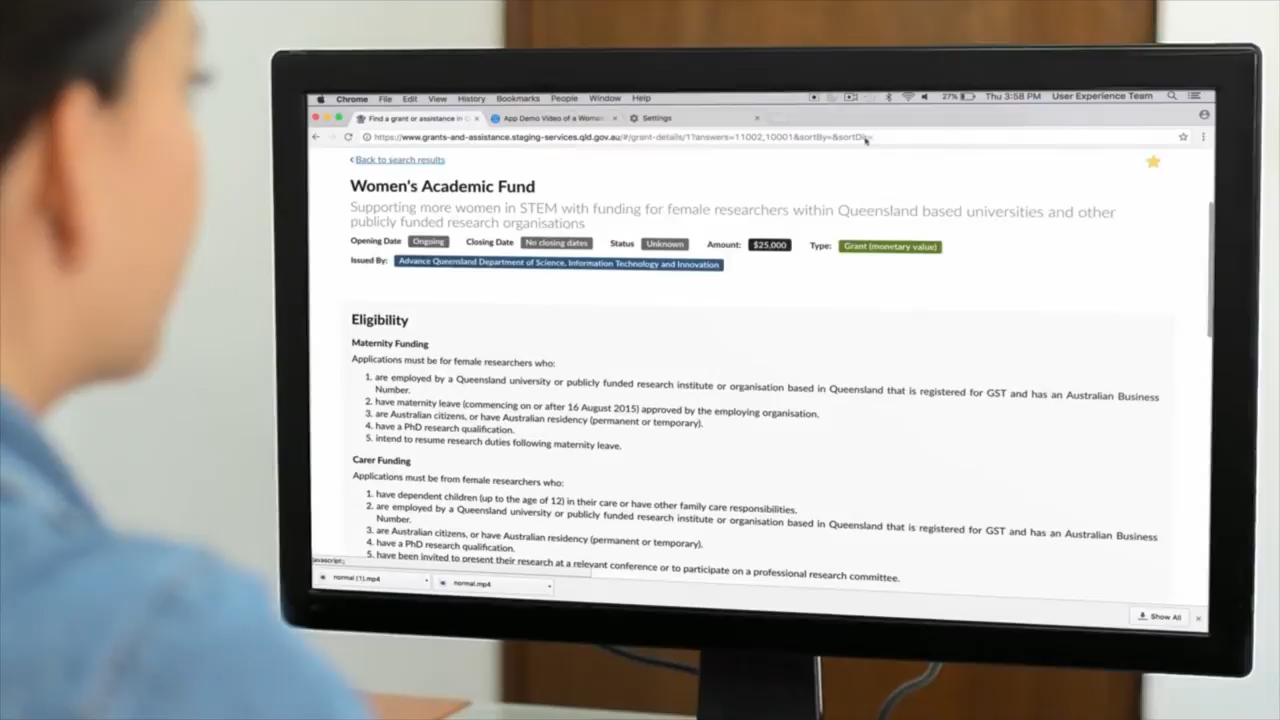 Chrome File Edit View History Bookmarks People Window Help 27% Thu 3:58 PM User Experience Team
Find a grant or assistance in Q App Demo Video of a Woma Settings
https://www.grants-and-assistance.staging-services.qld.gov.au/#/grant-details/1?answers=11002,10001&sortBy=&sortDir=
Back to search results
Women's Academic Fund
Supporting more women in STEM with funding for female researchers within Queensland based universities and other
publicly funded research organisations
Opening Date Ongoing Closing Date No closing dates Status Unknown Amount: $25,000 Type: Grant (monetary value)
Issued By: Advance Queensland Department of Science, Information Technology and Innovation
Eligibility
Maternity Funding
Applications must be for female researchers who:
1. are employed by a Queensland university or publicly funded research institute or organisation based in Queensland that is registered for GST and has an Australian Business
Number.
2. have maternity leave (commencing on or after 16 August 2015) approved by the employing organisation.
3. are Australian citizens, or have Australian residency (permanent or temporary).
4. have a PhD research qualification.
5. intend to resume research duties following maternity leave.
Carer Funding
Applications must be from female researchers who:
1. have dependent children (up to the age of 12) in their care or have other family care responsibilities.
2. are employed by a Queensland university or publicly funded research institute or organisation based in Queensland that is registered for GST and has an Australian Business
Number.
3. are Australian citizens, or have Australian residency (permanent or temporary).
4. have a PhD research qualification.
5. have been invited to present their research at a relevant conference or to participate on a professional research committee.
javascript:;
normal (1).mp4 normal.mp4
Show All